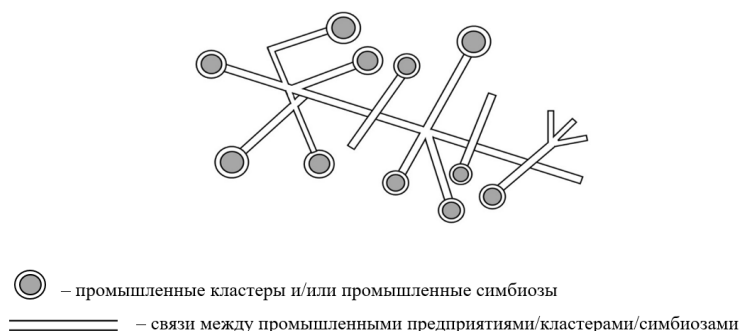 – промышленные кластеры и/или промышленные симбиозы
– связи между промышленными предприятиями/кластерами/симбиозами